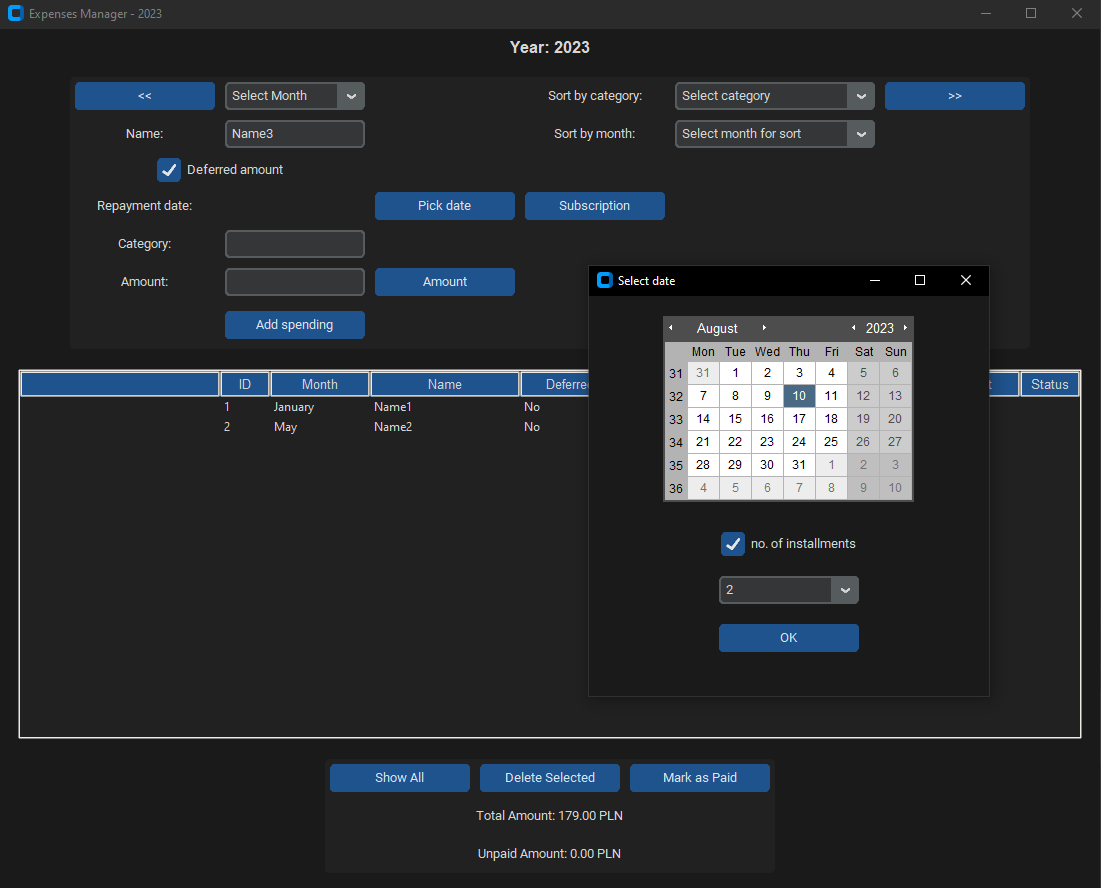 Expenses Manager - 2023
Year: 2023
<< Select Month Sort by category: Select category >>
Name: Name3 Sort by month: Select month for sort
Deferred amount
Repayment date: Pick date Subscription
Category:
Amount: Amount
Add spending
ID Month Name Deferre t Status
1 January Name1 No
2 May Name2 No
Select date
August 2023
Mon Tue Wed Thu Fri Sat Sun
31 31 1 2 3 4 5 6
32 7 8 9 10 11 12 13
33 14 15 16 17 18 19 20
34 21 22 23 24 25 26 27
35 28 29 30 31 1 2 3
36 4 5 6 7 8 9 10
no. of installments
2
OK
Show All Delete Selected Mark as Paid
Total Amount: 179.00 PLN
Unpaid Amount: 0.00 PLN